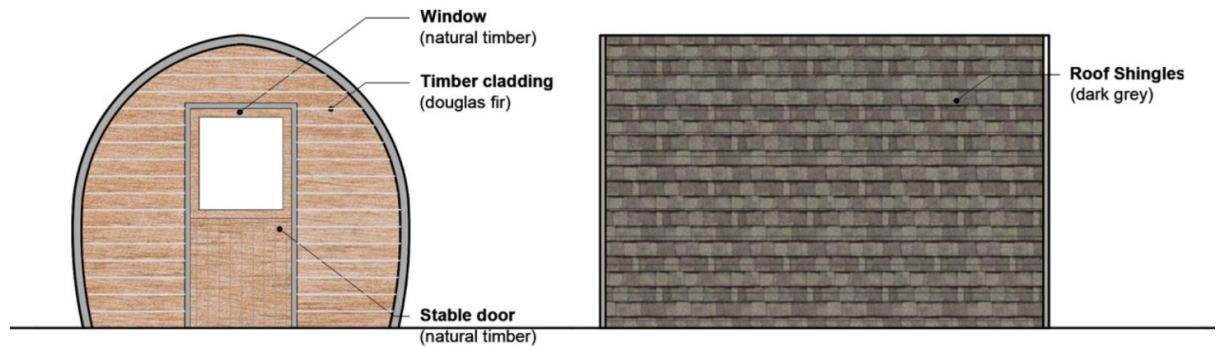 Window
(natural timber)
Timber cladding
(douglas fir)
Stable door
(natural timber)
Roof Shingles
(dark grey)